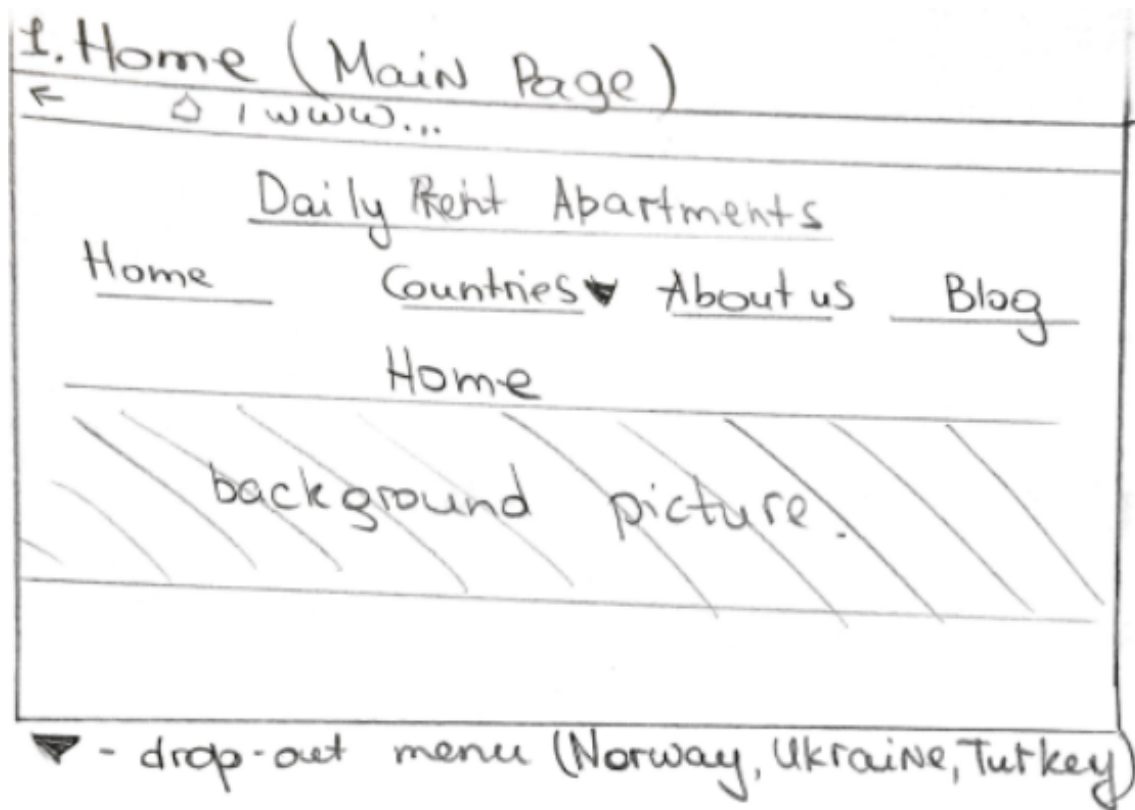 1. Home (Main Page)
← ⌂ / www...
Daily Rent Apartments
Home Countries▼ About us Blog
Home
background picture.
▼ - drop-out menu (Norway, Ukraine, Turkey)